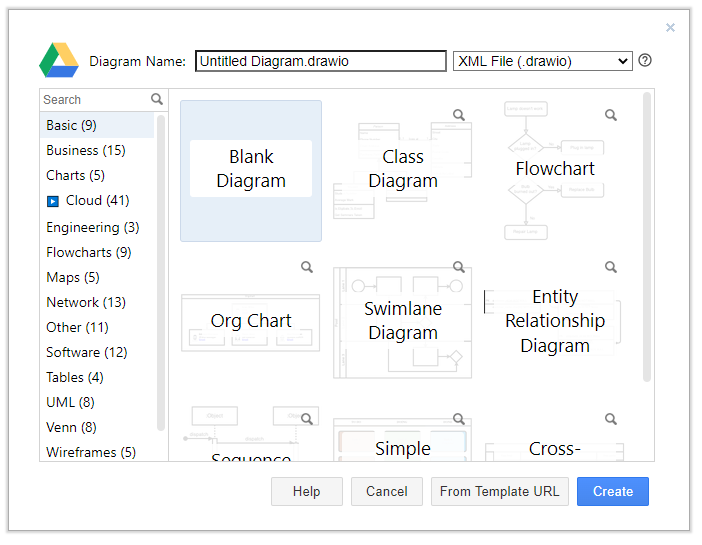 Diagram Name: Untitled Diagram.drawio XML File (.drawio)
Search
Basic (9)
Business (15)
Charts (5)
Cloud (41)
Engineering (3)
Flowcharts (9)
Maps (5)
Network (13)
Other (11)
Software (12)
Tables (4)
UML (8)
Venn (8)
Wireframes (5)
Blank
Diagram
Class
Diagram
Flowchart
Org Chart
Swimlane
Diagram
Entity
Relationship
Diagram
Object
Object
Sequence
Simple
Cross-
Help Cancel From Template URL Create